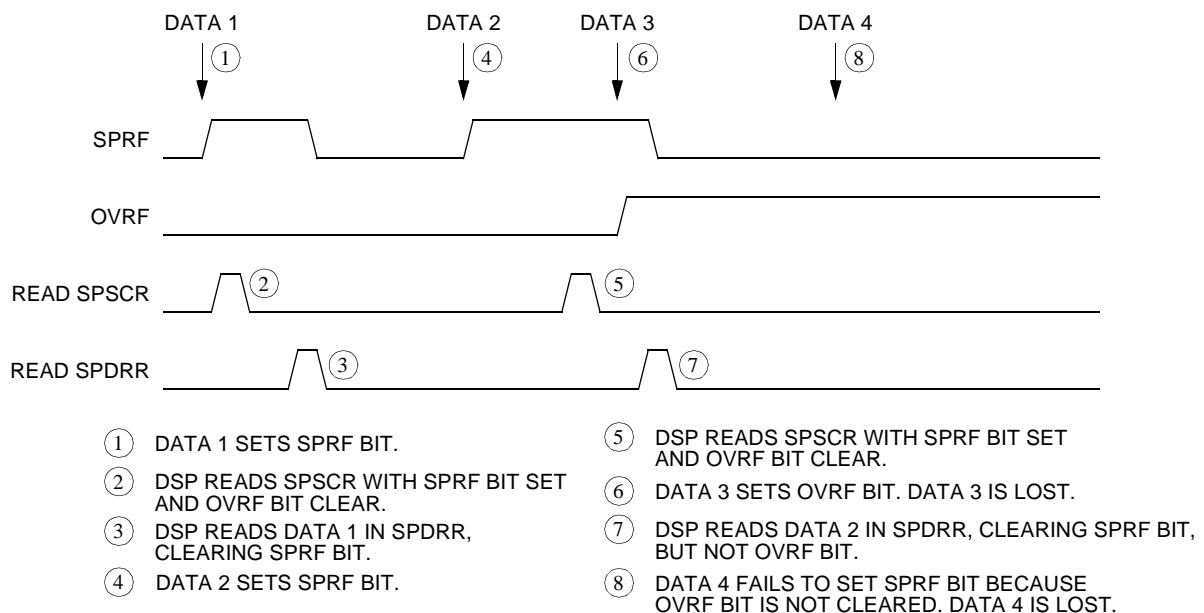 DATA 1 DATA 2 DATA 3 DATA 4
1 4 6 8
SPRF
OVRF
READ SPSCR 2 5
READ SPDRR 3 7
1 DATA 1 SETS SPRF BIT.
2 DSP READS SPSCR WITH SPRF BIT SET
AND OVRF BIT CLEAR.
3 DSP READS DATA 1 IN SPDRR,
CLEARING SPRF BIT.
4 DATA 2 SETS SPRF BIT.
5 DSP READS SPSCR WITH SPRF BIT SET
AND OVRF BIT CLEAR.
6 DATA 3 SETS OVRF BIT. DATA 3 IS LOST.
7 DSP READS DATA 2 IN SPDRR, CLEARING SPRF BIT,
BUT NOT OVRF BIT.
8 DATA 4 FAILS TO SET SPRF BIT BECAUSE
OVRF BIT IS NOT CLEARED. DATA 4 IS LOST.